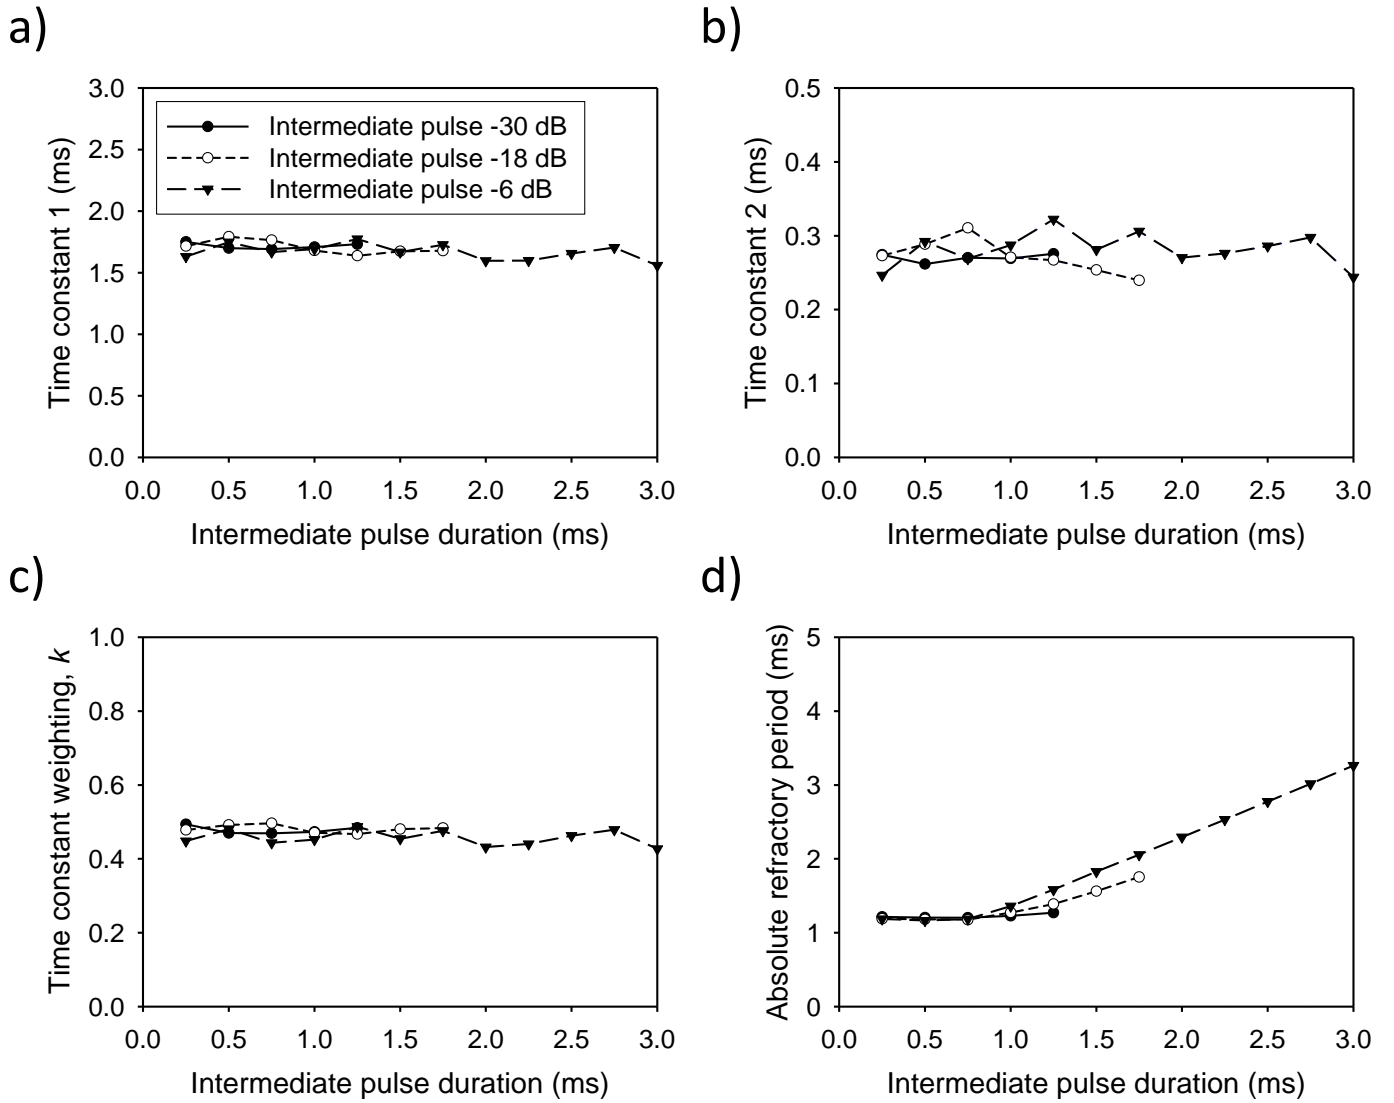 a)
3.0
2.5
2.0
1.5
1.0
0.5
0.0
Time constant 1 (ms)
Intermediate pulse -30 dB
Intermediate pulse -18 dB
Intermediate pulse -6 dB
0.0 0.5 1.0 1.5 2.0 2.5 3.0
Intermediate pulse duration (ms)
b)
0.5
0.4
0.3
0.2
0.1
0.0
Time constant 2 (ms)
0.0 0.5 1.0 1.5 2.0 2.5 3.0
Intermediate pulse duration (ms)
c)
1.0
0.8
0.6
0.4
0.2
0.0
Time constant weighting, k
0.0 0.5 1.0 1.5 2.0 2.5 3.0
Intermediate pulse duration (ms)
d)
5
4
3
2
1
0
Absolute refractory period (ms)
0.0 0.5 1.0 1.5 2.0 2.5 3.0
Intermediate pulse duration (ms)